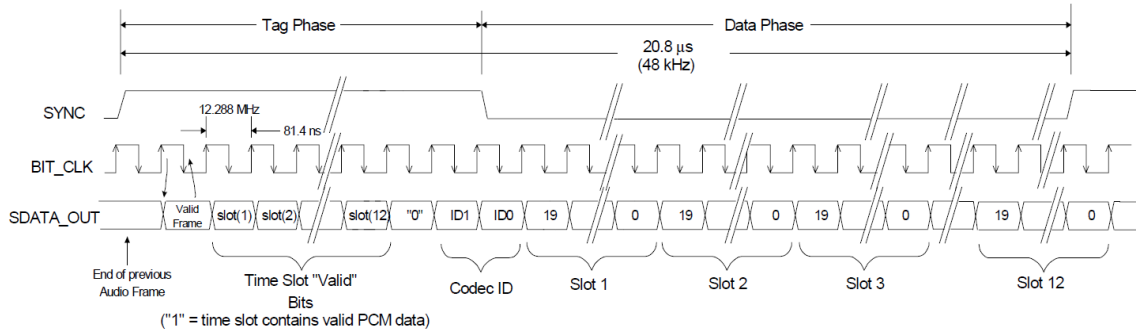 Tag Phase
Data Phase
20.8 μs
(48 kHz)
SYNC
12.288 MHz
81.4 ns
BIT_CLK
SDATA_OUT
Valid
Frame
slot(1)
slot(2)
slot(12)
"0"
ID1
ID0
19
0
19
0
19
0
19
0
End of previous
Audio Frame
Time Slot "Valid"
Bits
("1" = time slot contains valid PCM data)
Codec ID
Slot 1
Slot 2
Slot 3
Slot 12